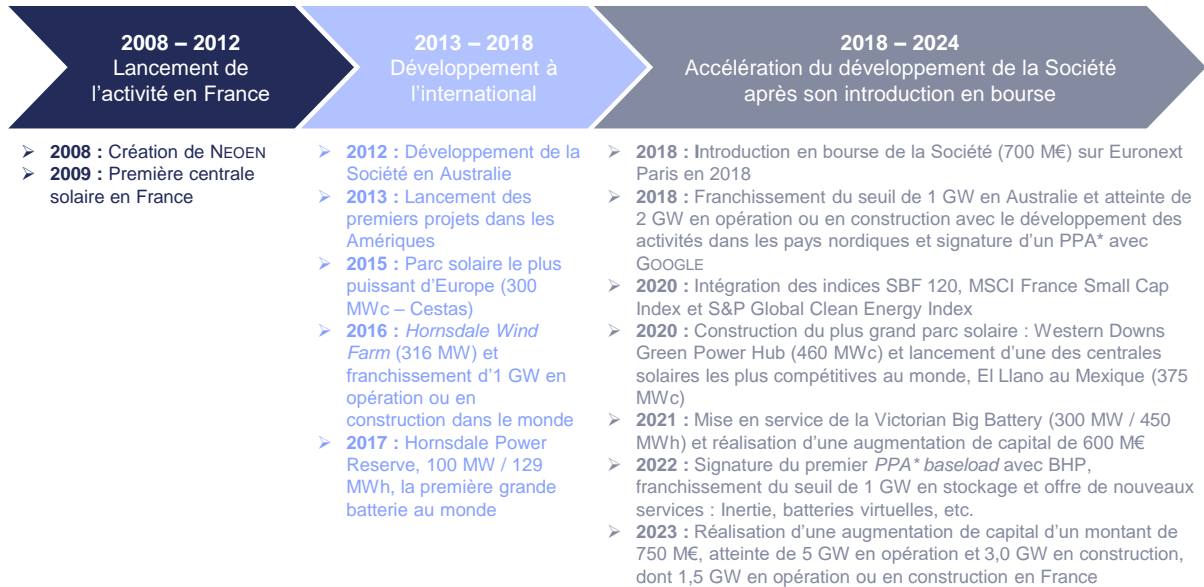 2008 – 2012
Lancement de
l'activité en France
2013 – 2018
Développement à
l'international
2018 – 2024
Accélération du développement de la Société
après son introduction en bourse
➢ 2008 : Création de NEOEN
➢ 2009 : Première centrale
solaire en France
➢ 2012 : Développement de la
Société en Australie
➢ 2013 : Lancement des
premiers projets dans les
Amériques
➢ 2015 : Parc solaire le plus
puissant d'Europe (300
MWc – Cestas)
➢ 2016 : Hornsdale Wind
Farm (316 MW) et
franchissement d'1 GW en
opération ou en
construction dans le monde
➢ 2017 : Hornsdale Power
Reserve, 100 MW / 129
MWh, la première grande
batterie au monde
➢ 2018 : Introduction en bourse de la Société (700 M€) sur Euronext
Paris en 2018
➢ 2018 : Franchissement du seuil de 1 GW en Australie et atteinte de
2 GW en opération ou en construction avec le développement des
activités dans les pays nordiques et signature d'un PPA* avec
GOOGLE
➢ 2020 : Intégration des indices SBF 120, MSCI France Small Cap
Index et S&P Global Clean Energy Index
➢ 2020 : Construction du plus grand parc solaire : Western Downs
Green Power Hub (460 MWc) et lancement d'une des centrales
solaires les plus compétitives au monde, El Llano au Mexique (375
MWc)
➢ 2021 : Mise en service de la Victorian Big Battery (300 MW / 450
MWh) et réalisation d'une augmentation de capital de 600 M€
➢ 2022 : Signature du premier PPA* baseload avec BHP,
franchissement du seuil de 1 GW en stockage et offre de nouveaux
services : Inertie, batteries virtuelles, etc.
➢ 2023 : Réalisation d'une augmentation de capital d'un montant de
750 M€, atteinte de 5 GW en opération et 3,0 GW en construction,
dont 1,5 GW en opération ou en construction en France